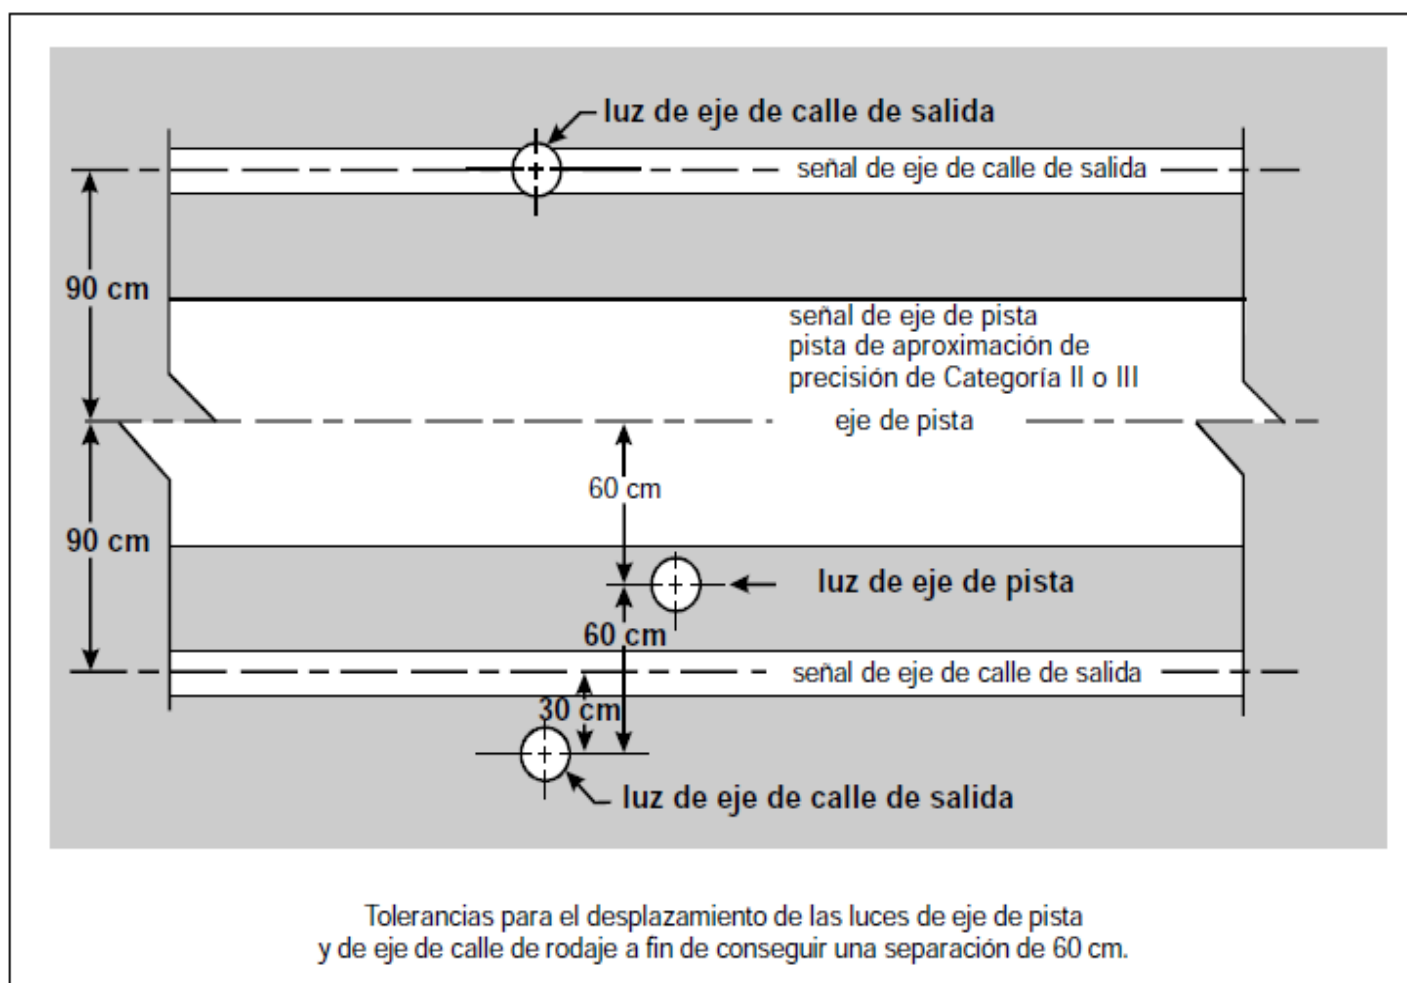 luz de eje de calle de salida
señal de eje de calle de salida
90 cm
señal de eje de pista
pista de aproximación de
precisión de Categoría II o III
eje de pista
60 cm
90 cm
luz de eje de pista
60 cm
señal de eje de calle de salida
30 cm
luz de eje de calle de salida
Tolerancias para el desplazamiento de las luces de eje de pista
y de eje de calle de rodaje a fin de conseguir una separación de 60 cm.